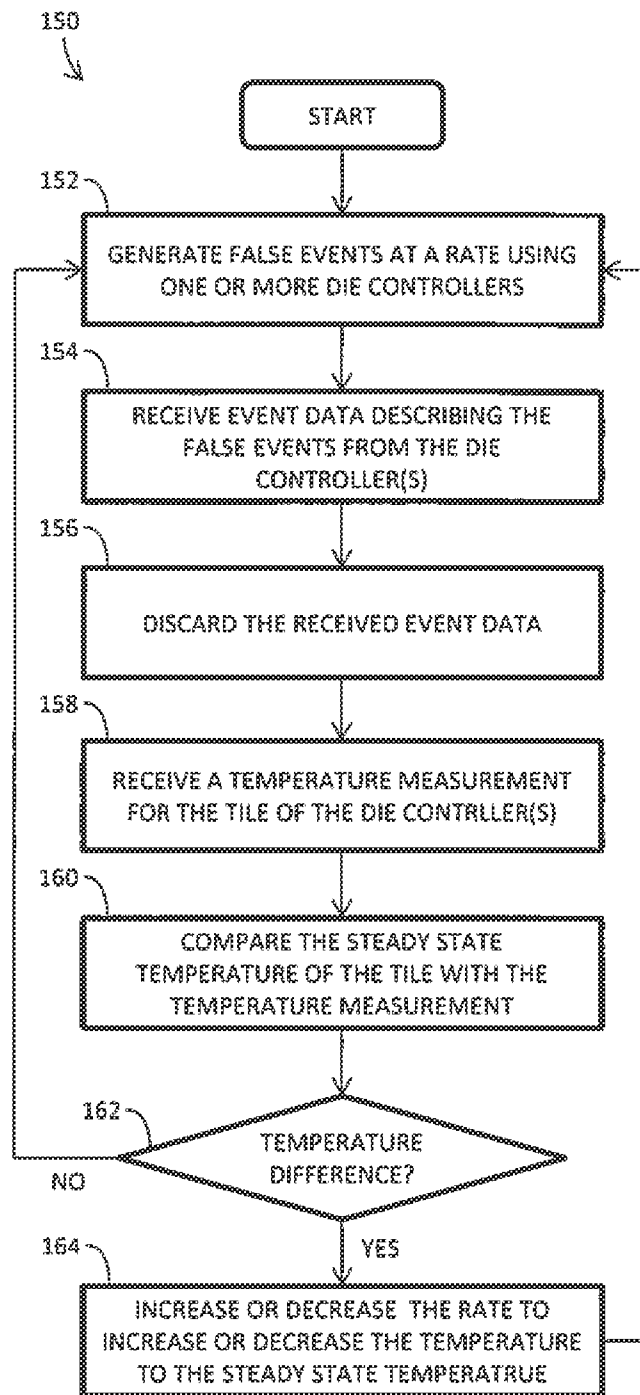 150
START
152
GENERATE FALSE EVENTS AT A RATE USING
ONE OR MORE DIE CONTROLLERS
154
RECEIVE EVENT DATA DESCRIBING THE
FALSE EVENTS FROM THE DIE
CONTROLLER(S)
156
DISCARD THE RECEIVED EVENT DATA
158
RECEIVE A TEMPERATURE MEASUREMENT
FOR THE TILE OF THE DIE CONTRLLER(S)
160
COMPARE THE STEADY STATE
TEMPERATURE OF THE TILE WITH THE
TEMPERATURE MEASUREMENT
162
TEMPERATURE
DIFFERENCE?
NO
YES
164
INCREASE OR DECREASE THE RATE TO
INCREASE OR DECREASE THE TEMPERATURE
TO THE STEADY STATE TEMPERATRUE